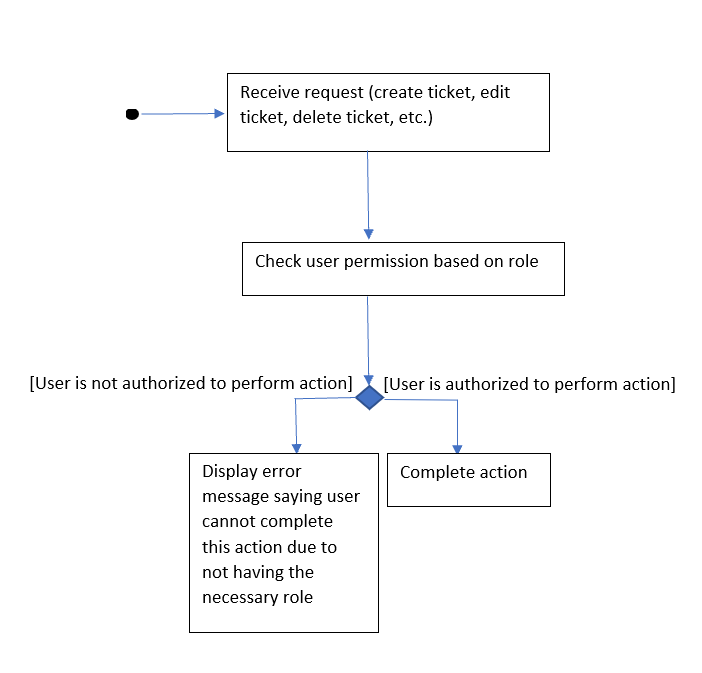 Receive request (create ticket, edit
ticket, delete ticket, etc.)
Check user permission based on role
[User is not authorized to perform action]
[User is authorized to perform action]
Display error
message saying user
cannot complete
this action due to
not having the
necessary role
Complete action